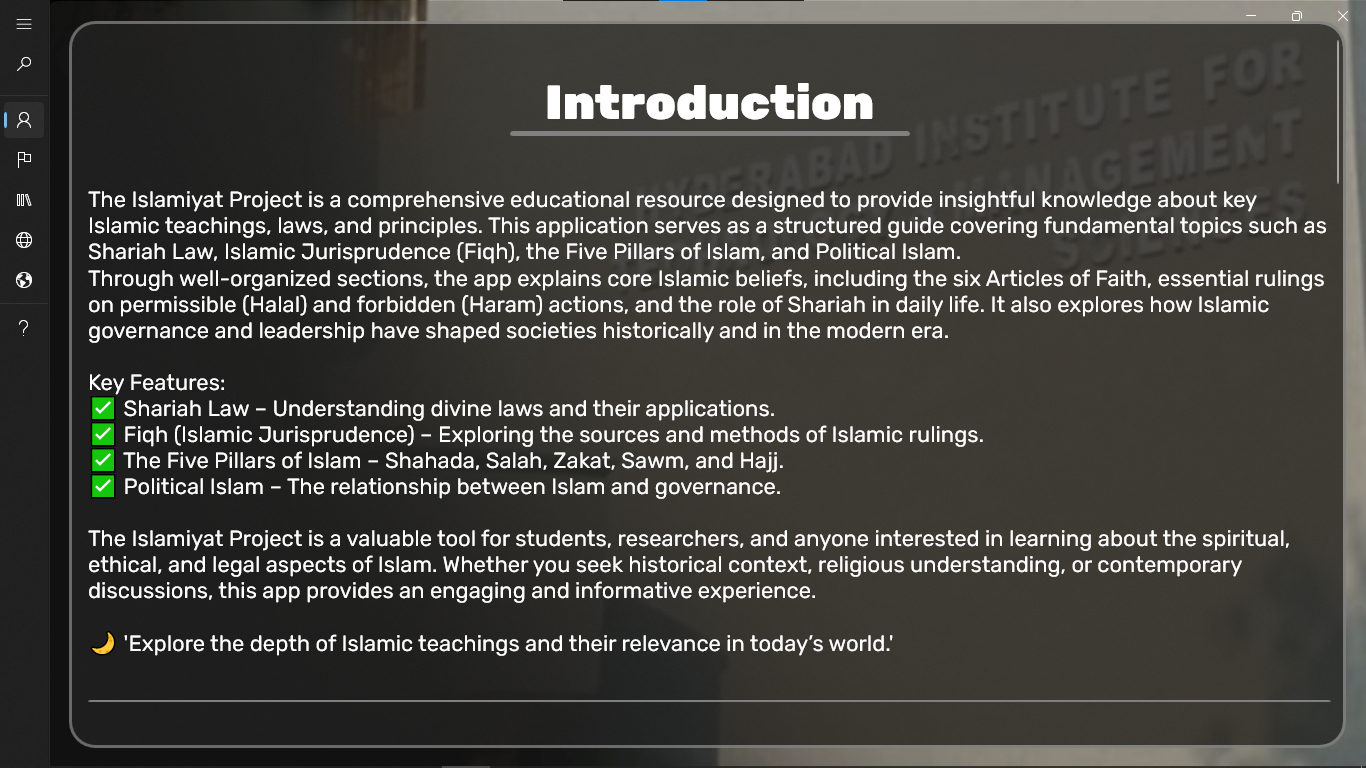 HYDERABAD INSTITUTE FOR
MANAGEMENT
SCIENCES
Introduction
The Islamiyat Project is a comprehensive educational resource designed to provide insightful knowledge about key
Islamic teachings, laws, and principles. This application serves as a structured guide covering fundamental topics such as
Shariah Law, Islamic Jurisprudence (Fiqh), the Five Pillars of Islam, and Political Islam.
Through well-organized sections, the app explains core Islamic beliefs, including the six Articles of Faith, essential rulings
on permissible (Halal) and forbidden (Haram) actions, and the role of Shariah in daily life. It also explores how Islamic
governance and leadership have shaped societies historically and in the modern era.
Key Features:
✅ Shariah Law – Understanding divine laws and their applications.
✅ Fiqh (Islamic Jurisprudence) – Exploring the sources and methods of Islamic rulings.
✅ The Five Pillars of Islam – Shahada, Salah, Zakat, Sawm, and Hajj.
✅ Political Islam – The relationship between Islam and governance.
The Islamiyat Project is a valuable tool for students, researchers, and anyone interested in learning about the spiritual,
ethical, and legal aspects of Islam. Whether you seek historical context, religious understanding, or contemporary
discussions, this app provides an engaging and informative experience.
🌙 'Explore the depth of Islamic teachings and their relevance in today's world.'